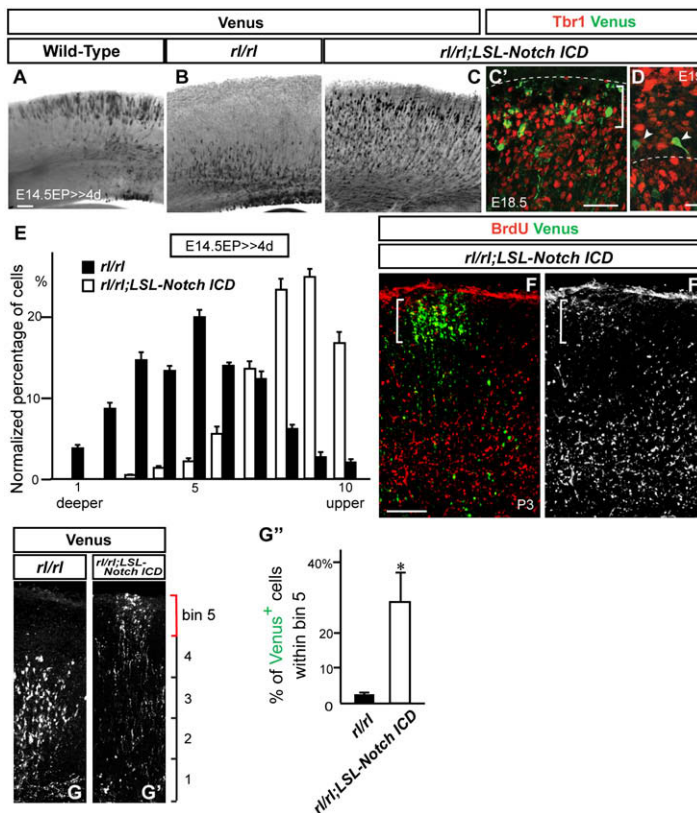 Venus
Tbr1 Venus
Wild-Type
rl/rl
rl/rl;LSL-Notch ICD
A
B
C
C'
D
E19
E14.5EP>>4d
E18.5
E
E14.5EP>>4d
%
rl/rl
rl/rl;LSL-Notch ICD
Normalized percentage of cells
20
10
0
1
5
10
deeper
upper
BrdU Venus
rl/rl;LSL-Notch ICD
F
F
P3
Venus
rl/rl
rl/rl;LSL-
Notch ICD
bin 5
4
3
2
1
G
G'
G"
% of Venus+ cells
within bin 5
40%
20
10
0
*
rl/rl
rl/rl;LSL-Notch ICD